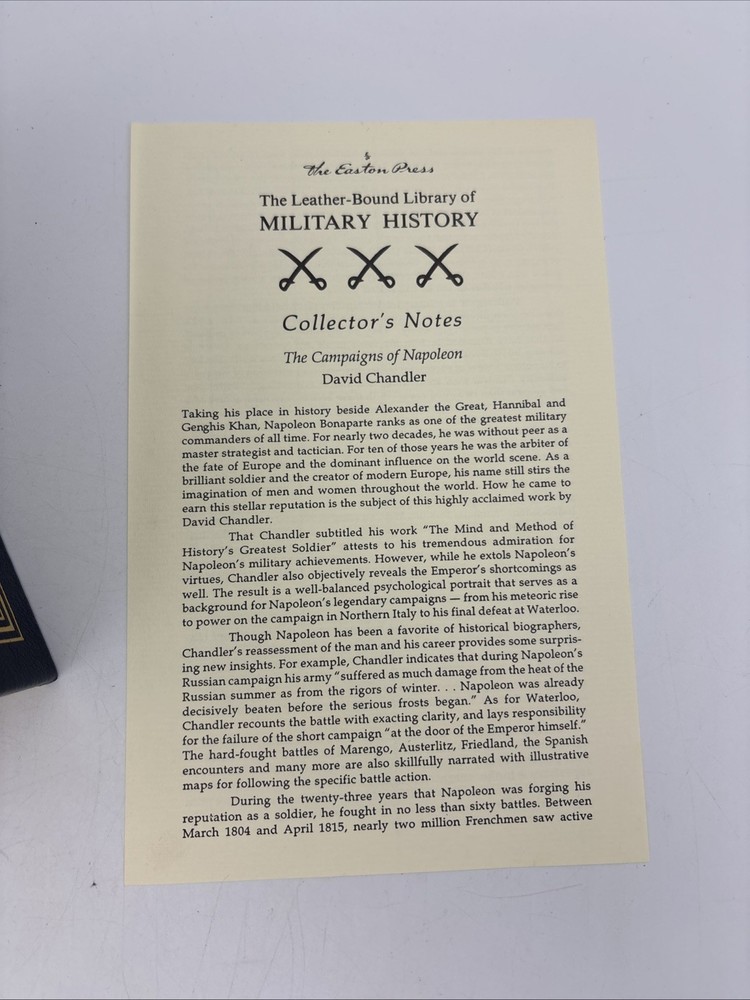 The Easton Press
The Leather-Bound Library of
MILITARY HISTORY
Collector's Notes
The Campaigns of Napoleon
David Chandler
Taking his place in history beside Alexander the Great, Hannibal and
Genghis Khan, Napoleon Bonaparte ranks as one of the greatest military
commanders of all time. For nearly two decades, he was without peer as a
master strategist and tactician. For ten of those years he was the arbiter of
the fate of Europe and the dominant influence on the world scene. As a
brilliant soldier and the creator of modern Europe, his name still stirs the
imagination of men and women throughout the world. How he came to
earn this stellar reputation is the subject of this highly acclaimed work by
David Chandler.
That Chandler subtitled his work "The Mind and Method of
History's Greatest Soldier" attests to his tremendous admiration for
Napoleon's military achievements. However, while he extols Napoleon's
virtues, Chandler also objectively reveals the Emperor's shortcomings as
well. The result is a well-balanced psychological portrait that serves as a
background for Napoleon's legendary campaigns — from his meteoric rise
to power on the campaign in Northern Italy to his final defeat at Waterloo.
Though Napoleon has been a favorite of historical biographers,
Chandler's reassessment of the man and his career provides some surpris-
ing new insights. For example, Chandler indicates that during Napoleon's
Russian campaign his army "suffered as much damage from the heat of the
Russian summer as from the rigors of winter. . . Napoleon was already
decisively beaten before the serious frosts began." As for Waterloo,
Chandler recounts the battle with exacting clarity, and lays responsibility
for the failure of the short campaign "at the door of the Emperor himself."
The hard-fought battles of Marengo, Austerlitz, Friedland, the Spanish
encounters and many more are also skillfully narrated with illustrative
maps for following the specific battle action.
During the twenty-three years that Napoleon was forging his
reputation as a soldier, he fought in no less than sixty battles. Between
March 1804 and April 1815, nearly two million Frenchmen saw active